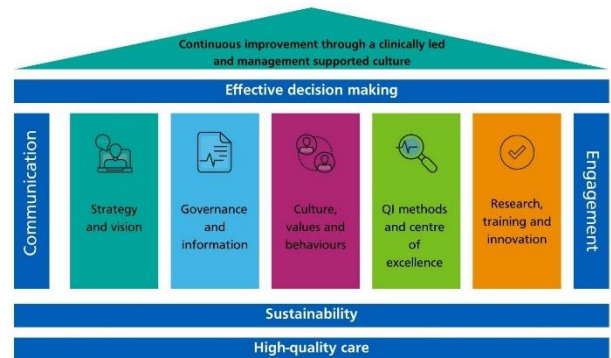 Continuous improvement through a clinically led
and management supported culture
Effective decision making
Communication
Strategy
and vision
Governance
and
information
Culture,
values and
behaviours
QI methods
and centre
of
excellence
Research,
training and
innovation
Engagement
Sustainability
High-quality care